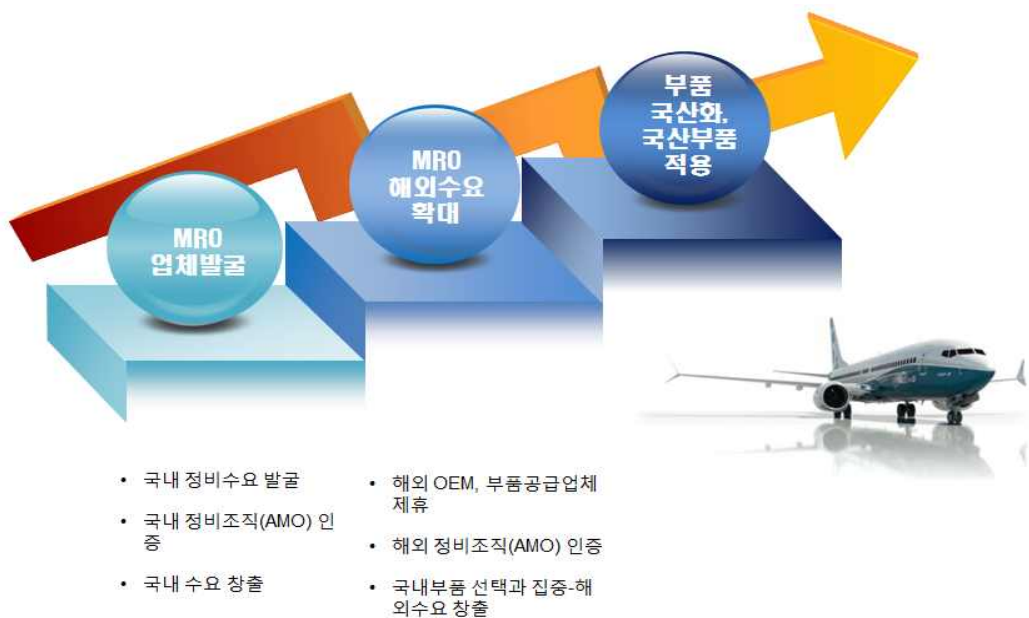 MRO
업체발굴
MRO
해외수요
확대
부품
국산화,
국산부품
적용
• 국내 정비수요 발굴
• 국내 정비조직(AMO) 인
증
• 국내 수요 창출
• 해외 OEM, 부품공급업체
제휴
• 해외 정비조직(AMO) 인증
• 국내부품 선택과 집중-해
외수요 창출